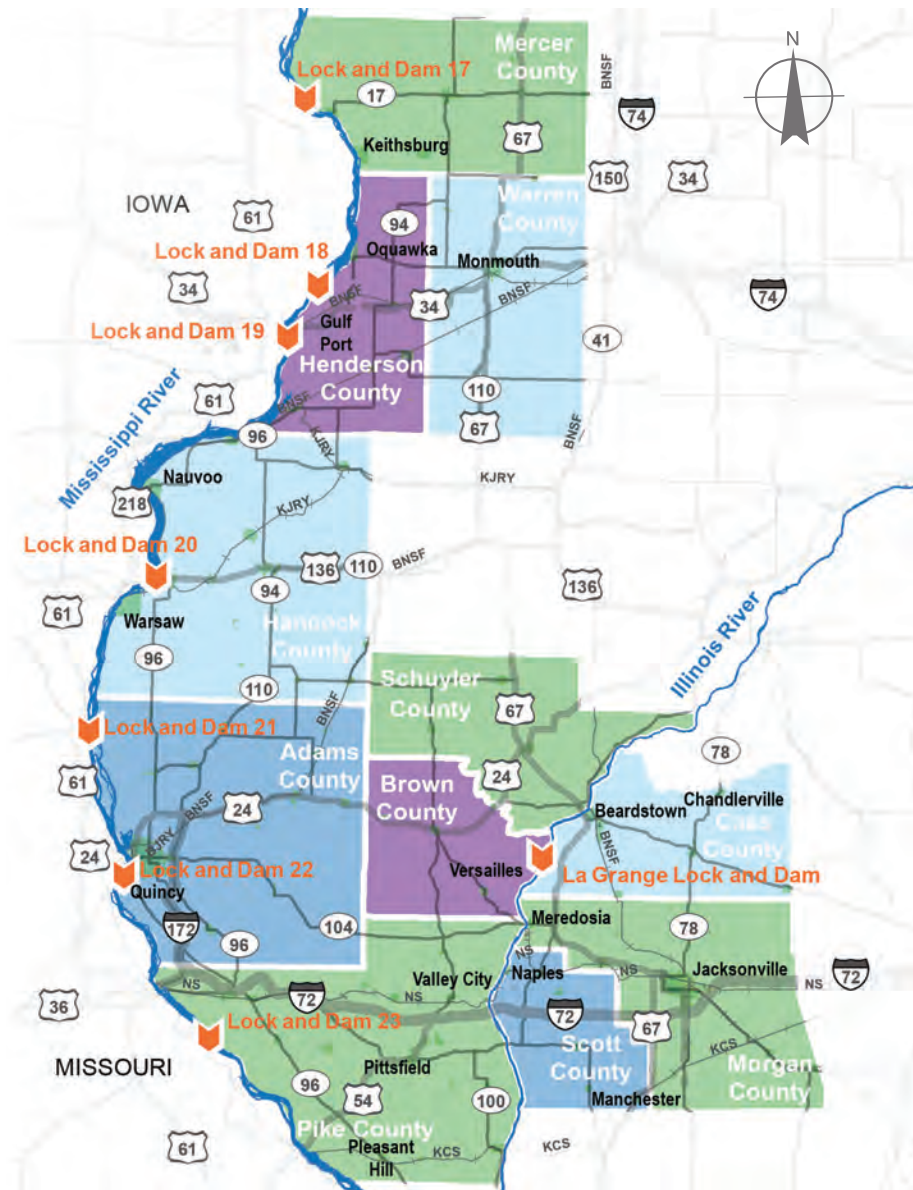 N
Mercer
County
Lock and Dam 17
17
BNSF
74
67
Keithsburg
150
34
Warren
County
IOWA
61
94
Oquawka
Lock and Dam 18
Monmouth
34
BNSF
BNSF
34
74
Gulf
Port
Lock and Dam 19
41
Henderson
County
110
61
BNSF
67
Mississippi River
96
KJRY
BNSF
Nauvoo
KJRY
218
KJRY
Lock and Dam 20
136
110
BNSF
136
94
61
Warsaw
Hancock
County
96
Illinois River
Schuyler
County
110
67
BNSF
Lock and Dam 21
Adams
County
78
61
24
Brown
County
24
BNSF
Beardstown
Chandlerville
Cass
County
KJRY
24
BNSF
Versailles
La Grange Lock and Dam
Lock and Dam 22
Quincy
Meredosia
172
104
78
96
NS
Valley City
Naples
NS
Jacksonville
NS
72
NS
72
NS
36
72
67
Lock and Dam 23
Scott
County
KCS
MISSOURI
Pittsfield
Morgan
County
96
54
100
Manchester
Pike County
61
Pleasant
Hill
KCS
KCS